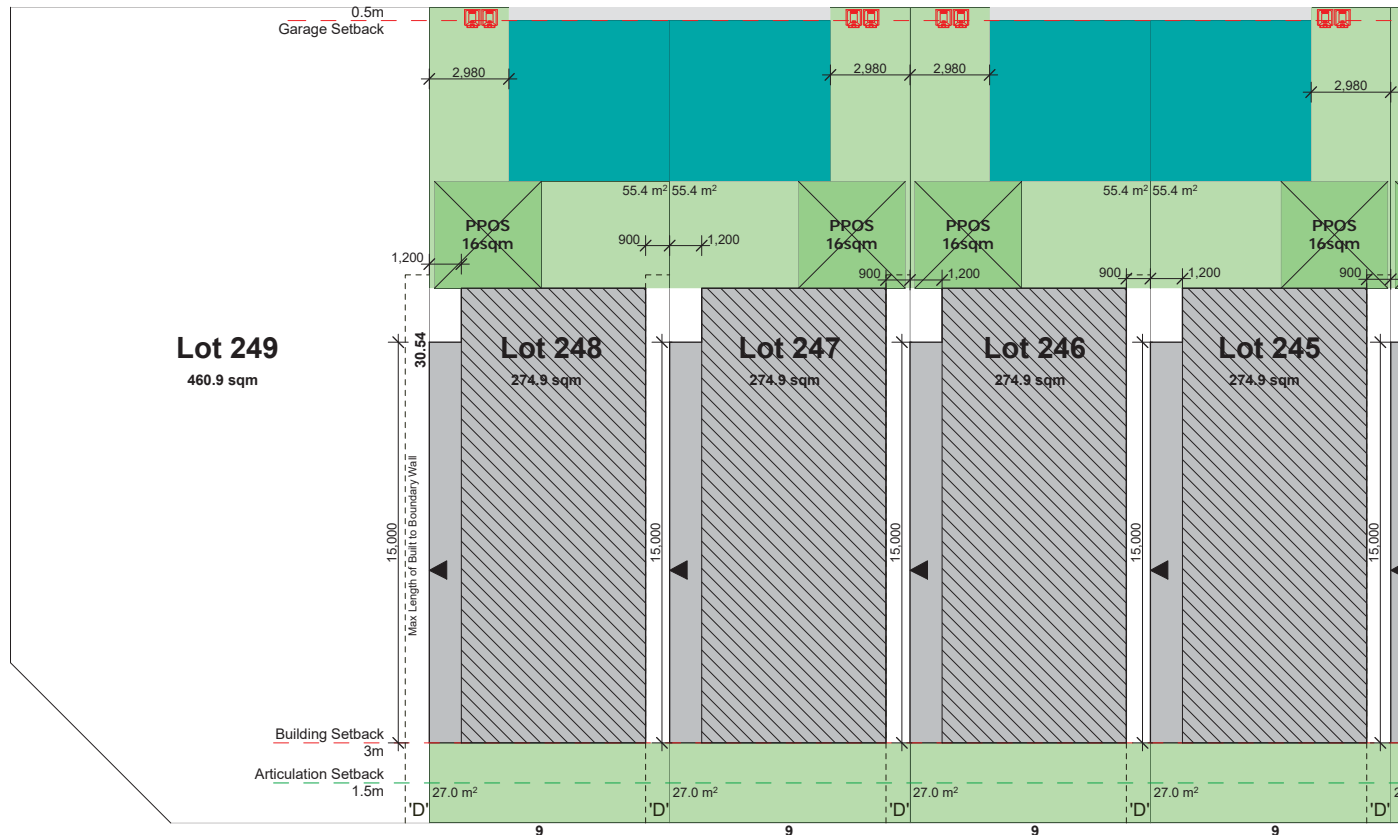 0.5m
Garage Setback
2,980
2,980
2,980
2,980
55.4 m²
55.4 m²
55.4 m²
55.4 m²
PPOS
16sqm
PPOS
16sqm
PPOS
16sqm
PPOS
16sqm
1,200
900
1,200
900
1,200
900
1,200
900
Lot 249
460.9 sqm
30.54
Lot 248
274.9 sqm
Lot 247
274.9 sqm
Lot 246
274.9 sqm
Lot 245
274.9 sqm
15,000
Max Length of Built to Boundary Wall
15,000
15,000
15,000
15,000
Building Setback
3m
Articulation Setback
1.5m
27.0 m²
27.0 m²
27.0 m²
27.0 m²
'D'
'D'
'D'
'D'
'D'
9
9
9
9